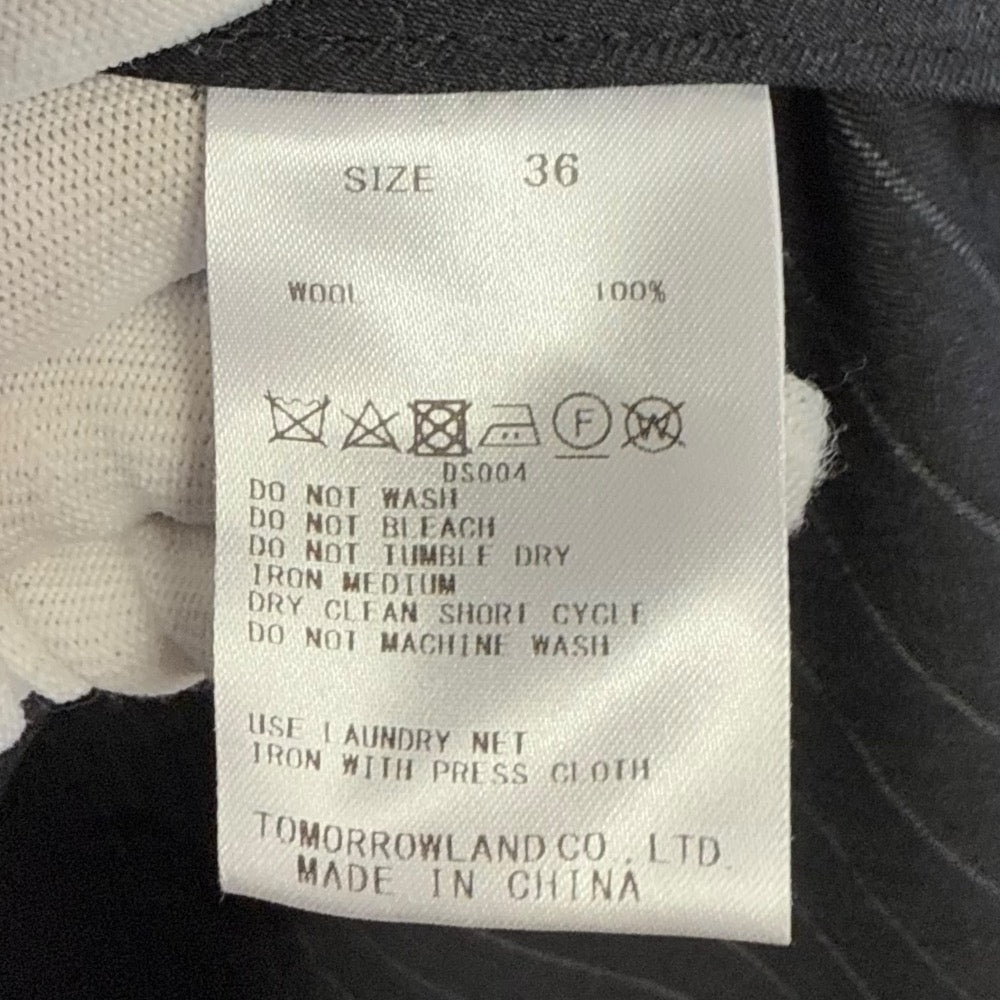 SIZE 36
WOOL 100%
F W
DS004
DO NOT WASH
DO NOT BLEACH
DO NOT TUMBLE DRY
IRON MEDIUM
DRY CLEAN SHORT CYCLE
DO NOT MACHINE WASH
USE LAUNDRY NET
IRON WITH PRESS CLOTH
TOMORROWLAND CO., LTD.
MADE IN CHINA